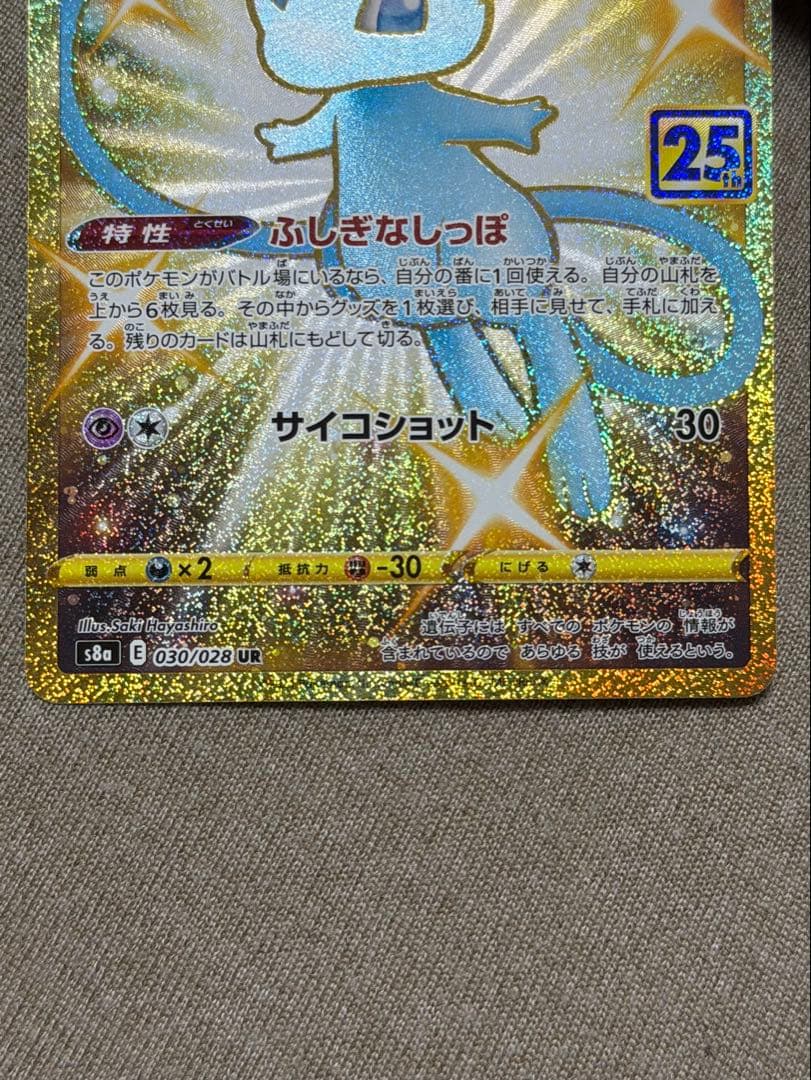 25th
特性 ふしぎなしっぽ
このポケモンがバトル場にいるなら、自分の番に1回使える。自分の山札を
上から6枚見る。その中からグッズを1枚選び、相手に見せて、手札に加え
る。残りのカードは山札にもどして切る。
サイコショット 30
弱点 ×2 抵抗力 -30 にげる
Illus. Saki Hayashiro
遺伝子には すべての ポケモンの 情報が
s8a E 030/028 UR
含まれているので あらゆる 技が 使えるという。